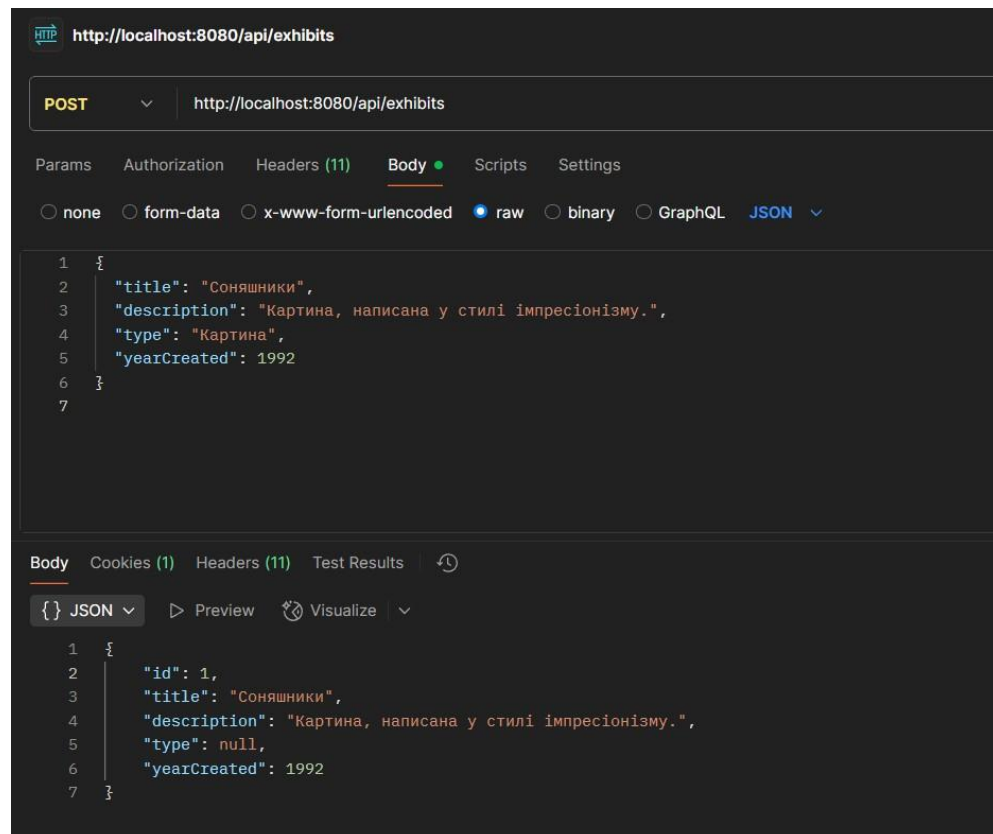 HTTP http://localhost:8080/api/exhibits
POST http://localhost:8080/api/exhibits
Params Authorization Headers (11) Body Scripts Settings
none form-data x-www-form-urlencoded raw binary GraphQL JSON
1 {
2 "title": "Соняшники",
3 "description": "Картина, написана у стилі імпресіонізму.",
4 "type": "Картина",
5 "yearCreated": 1992
6 }
7
Body Cookies (1) Headers (11) Test Results
{} JSON Preview Visualize
1 {
2 "id": 1,
3 "title": "Соняшники",
4 "description": "Картина, написана у стилі імпресіонізму.",
5 "type": null,
6 "yearCreated": 1992
7 }